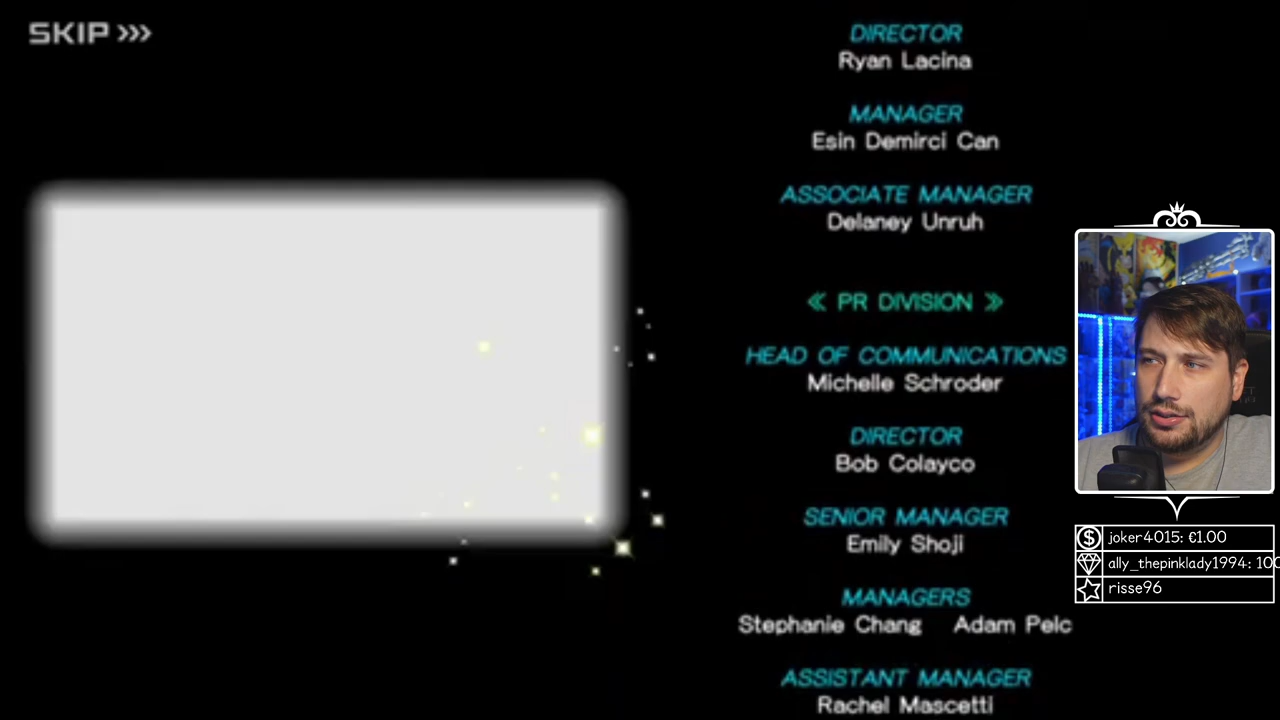 SKIP >>>
DIRECTOR
Ryan Lacina
MANAGER
Esin Demirci Can
ASSOCIATE MANAGER
Delaney Unruh
≪ PR DIVISION ≫
HEAD OF COMMUNICATIONS
Michelle Schroder
DIRECTOR
Bob Colayco
SENIOR MANAGER
Emily Shoji
MANAGERS
Stephanie Chang Adam Pelc
ASSISTANT MANAGER
Rachel Mascetti
joker4015: €1.00
ally_thepinklady1994: 100
risse96